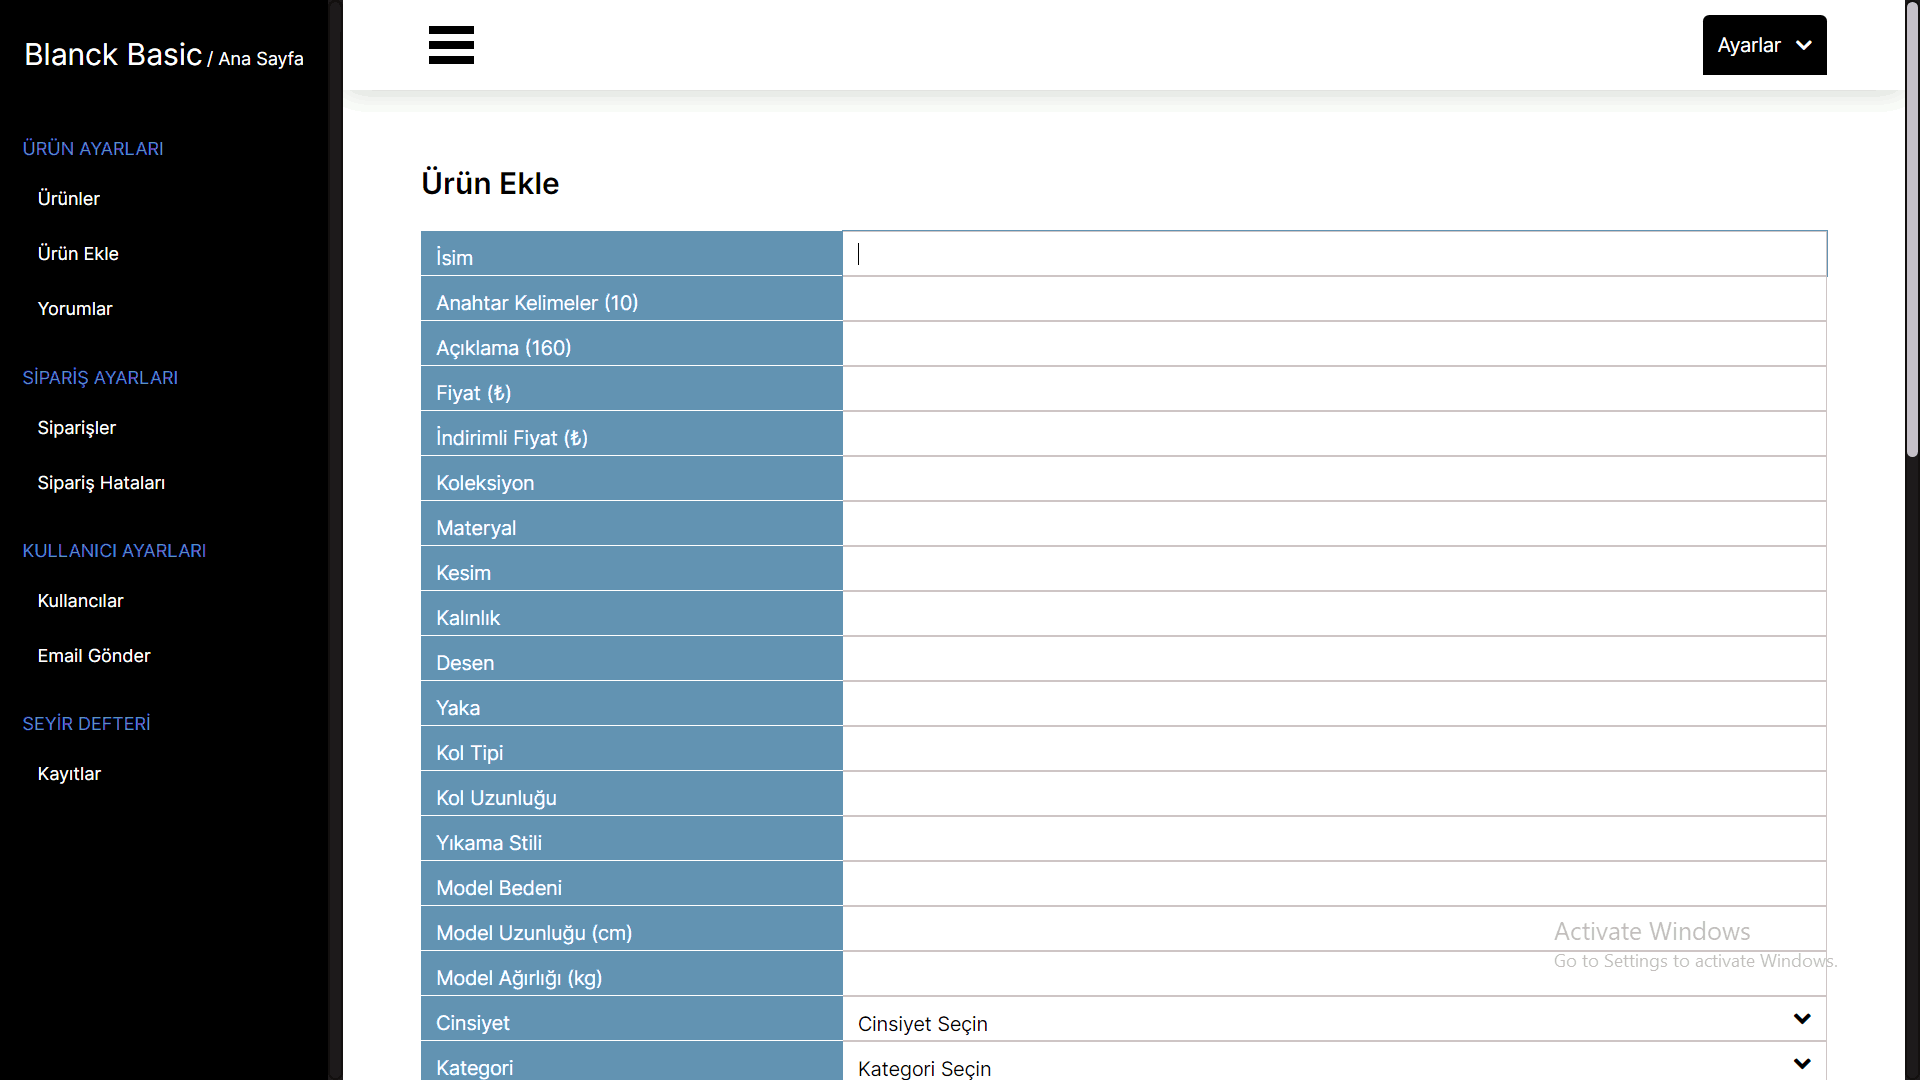 Blanck Basic / Ana Sayfa
ÜRÜN AYARLARI
Ürünler
Ürün Ekle
Yorumlar
SİPARİŞ AYARLARI
Siparişler
Sipariş Hataları
KULLANICI AYARLARI
Kullancılar
Email Gönder
SEYİR DEFTERİ
Kayıtlar
Ayarlar
Ürün Ekle
İsim
Anahtar Kelimeler (10)
Açıklama (160)
Fiyat (₺)
İndirimli Fiyat (₺)
Koleksiyon
Materyal
Kesim
Kalınlık
Desen
Yaka
Kol Tipi
Kol Uzunluğu
Yıkama Stili
Model Bedeni
Model Uzunluğu (cm)
Model Ağırlığı (kg)
Cinsiyet
Cinsiyet Seçin
Kategori
Kategori Seçin
Activate Windows
Go to Settings to activate Windows.